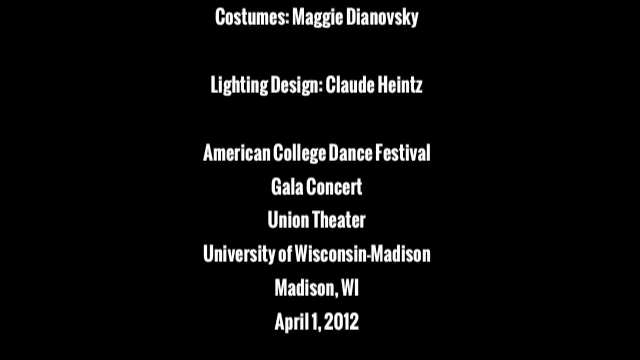 Costumes: Maggie Dianovsky
Lighting Design: Claude Heintz
American College Dance Festival
Gala Concert
Union Theater
University of Wisconsin-Madison
Madison, WI
April 1, 2012